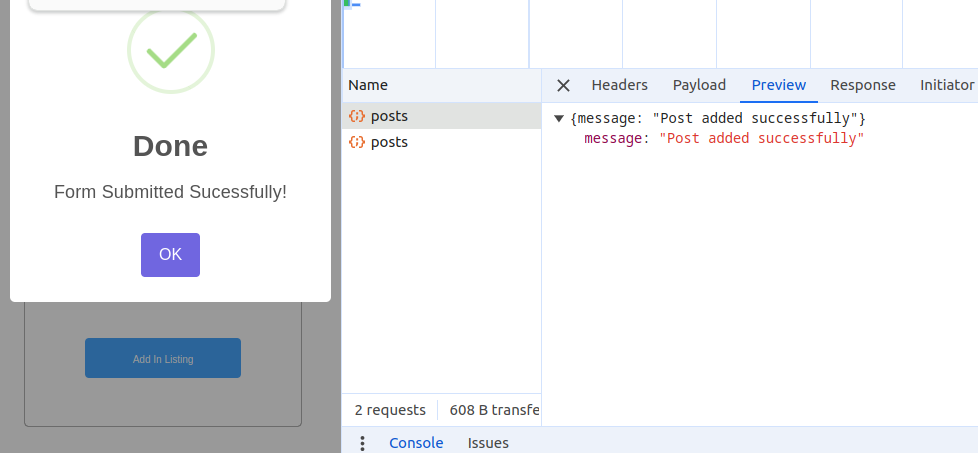 Done
Form Submitted Sucessfully!
OK
Add In Listing
Name
posts
posts
2 requests
608 B transfe
Headers Payload Preview Response Initiator
{message: "Post added successfully"}
message: "Post added successfully"
Console Issues